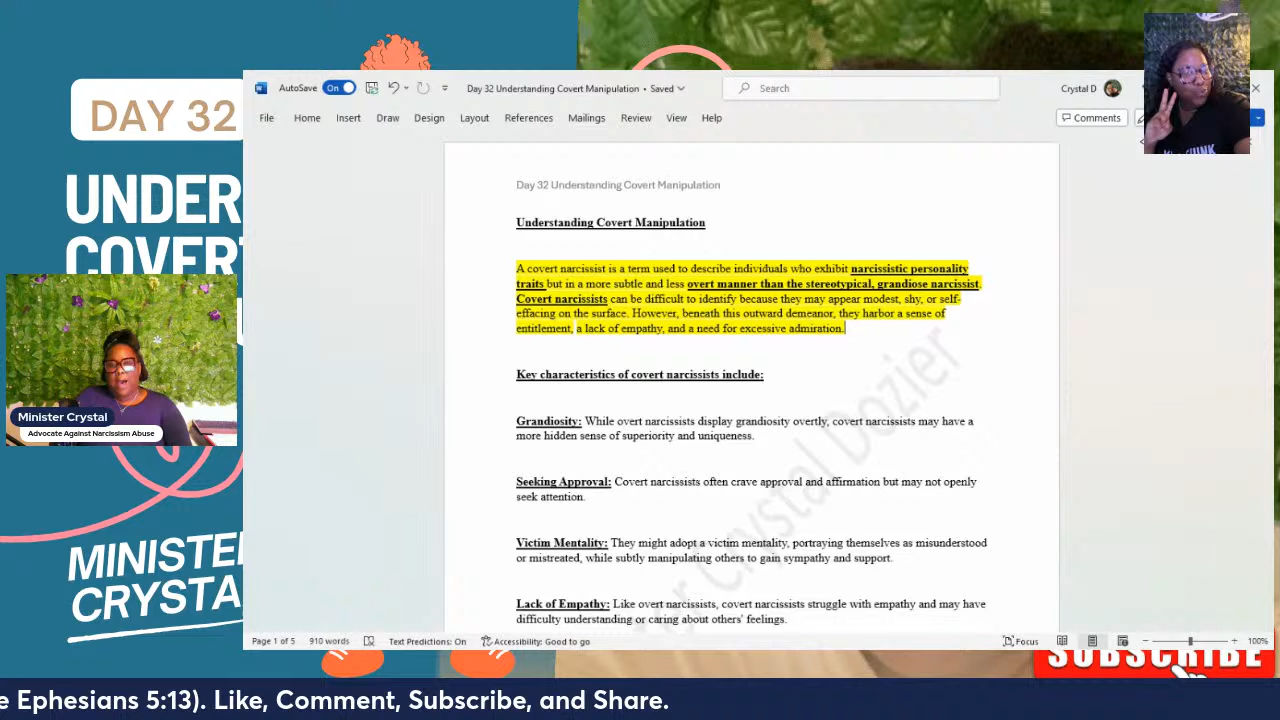 DAY 32
UNDER
COVERT
MINISTE
CRYSTA
AutoSave
On
Day 32 Understanding Covert Manipulation • Saved
Search
Crystal D
File Home Insert Draw Design Layout References Mailings Review View Help
Comments
Day 32 Understanding Covert Manipulation
Understanding Covert Manipulation
A covert narcissist is a term used to describe individuals who exhibit narcissistic personality
traits but in a more subtle and less overt manner than the stereotypical, grandiose narcissist.
Covert narcissists can be difficult to identify because they may appear modest, shy, or self-
effacing on the surface. However, beneath this outward demeanor, they harbor a sense of
entitlement, a lack of empathy, and a need for excessive admiration.
Key characteristics of covert narcissists include:
Grandiosity: While overt narcissists display grandiosity overtly, covert narcissists may have a
more hidden sense of superiority and uniqueness.
Seeking Approval: Covert narcissists often crave approval and affirmation but may not openly
seek attention.
Victim Mentality: They might adopt a victim mentality, portraying themselves as misunderstood
or mistreated, while subtly manipulating others to gain sympathy and support.
Lack of Empathy: Like overt narcissists, covert narcissists struggle with empathy and may have
difficulty understanding or caring about others' feelings.
Crystal Dozier
Minister Crystal
Advocate Against Narcissism Abuse
Page 1 of 5 910 words Text Predictions: On Accessibility: Good to go Focus 100%
SUBSCRIBE
e Ephesians 5:13). Like, Comment, Subscribe, and Share.